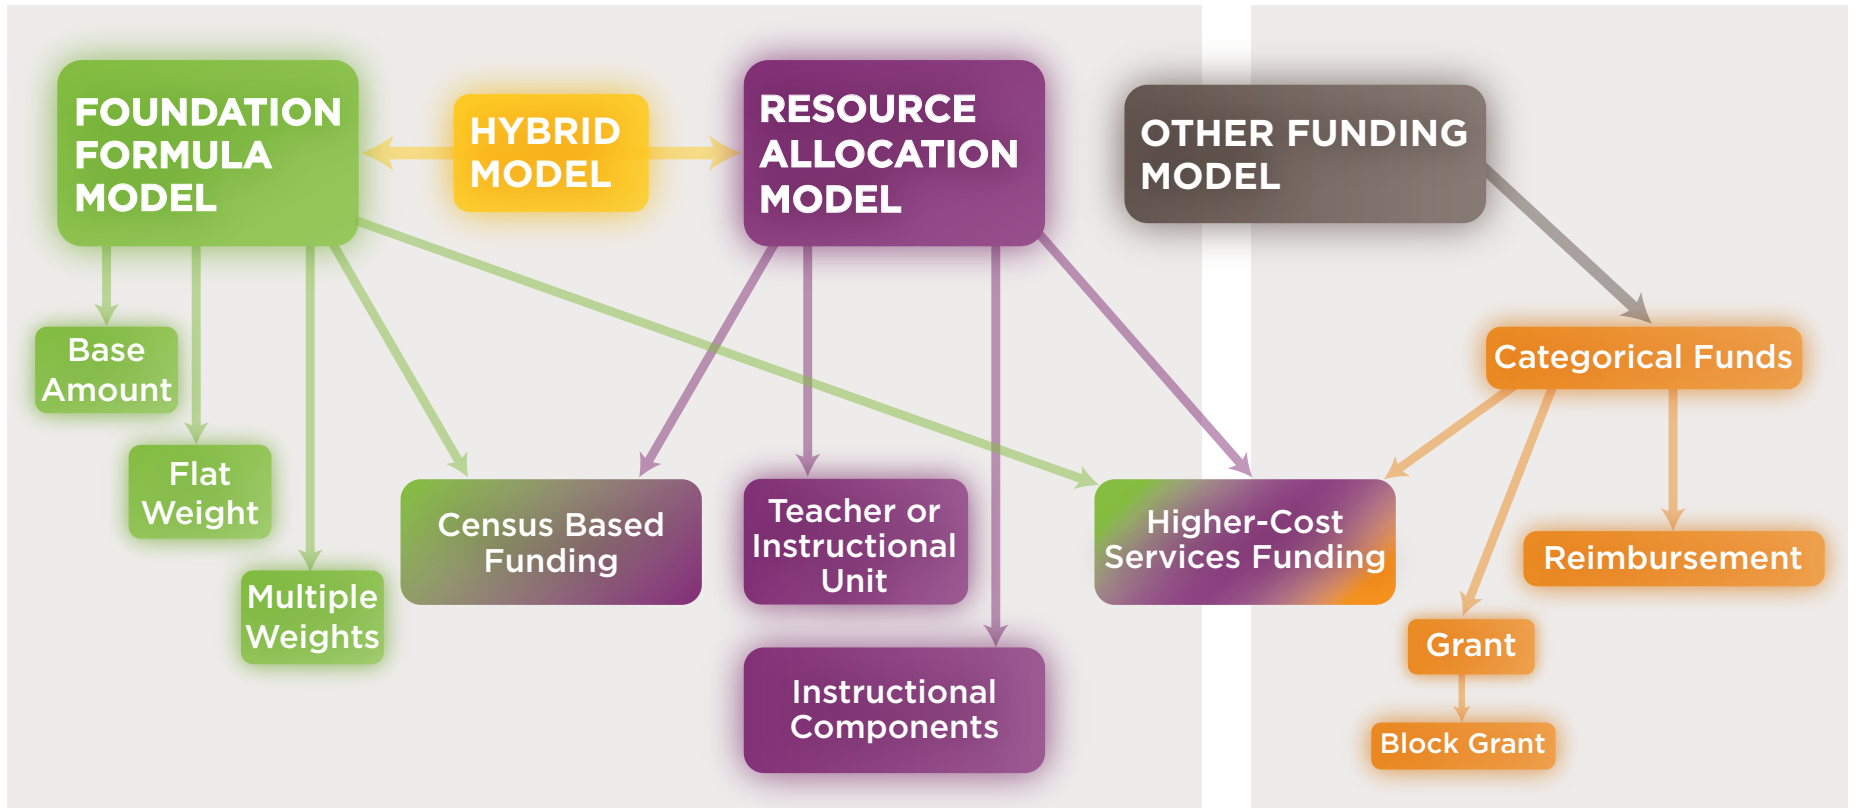 FOUNDATION
FORMULA
MODEL
HYBRID
MODEL
RESOURCE
ALLOCATION
MODEL
OTHER FUNDING
MODEL
Base
Amount
Flat
Weight
Multiple
Weights
Census Based
Funding
Teacher or
Instructional
Unit
Instructional
Components
Higher-Cost
Services Funding
Categorical Funds
Reimbursement
Grant
Block Grant